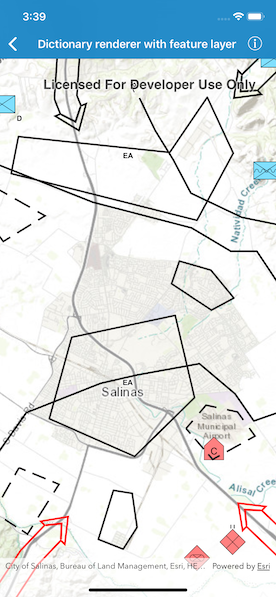 3:39
Dictionary renderer with feature layer
Licensed For Developer Use Only
D
EA
Natividad Creek
EA
Salinas
Salinas
Municipal
Airport
C
Alisal Creek
City of Salinas, Bureau of Land Management, Esri, HE...
Powered by Esri